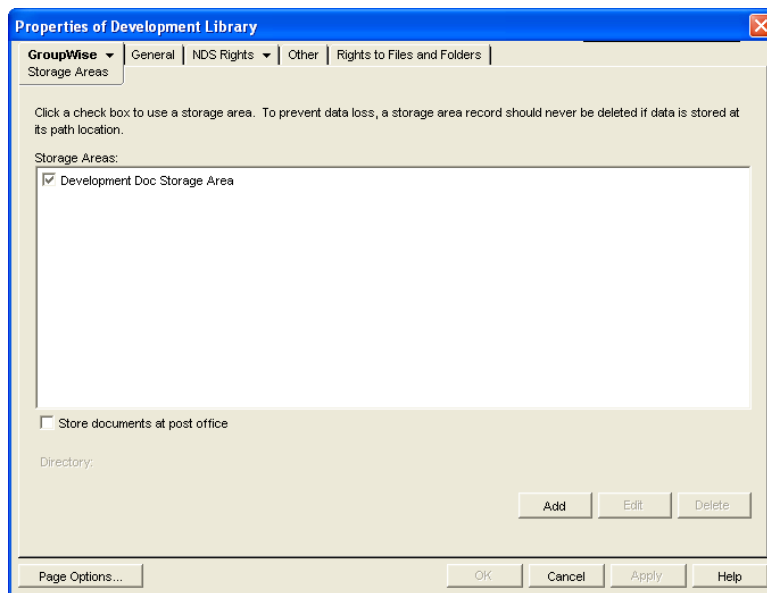 Properties of Development Library
GroupWise General NDS Rights Other Rights to Files and Folders
Storage Areas
Click a check box to use a storage area. To prevent data loss, a storage area record should never be deleted if data is stored at
its path location.
Storage Areas:
Development Doc Storage Area
Store documents at post office
Directory:
Add Edit Delete
Page Options... OK Cancel Apply Help